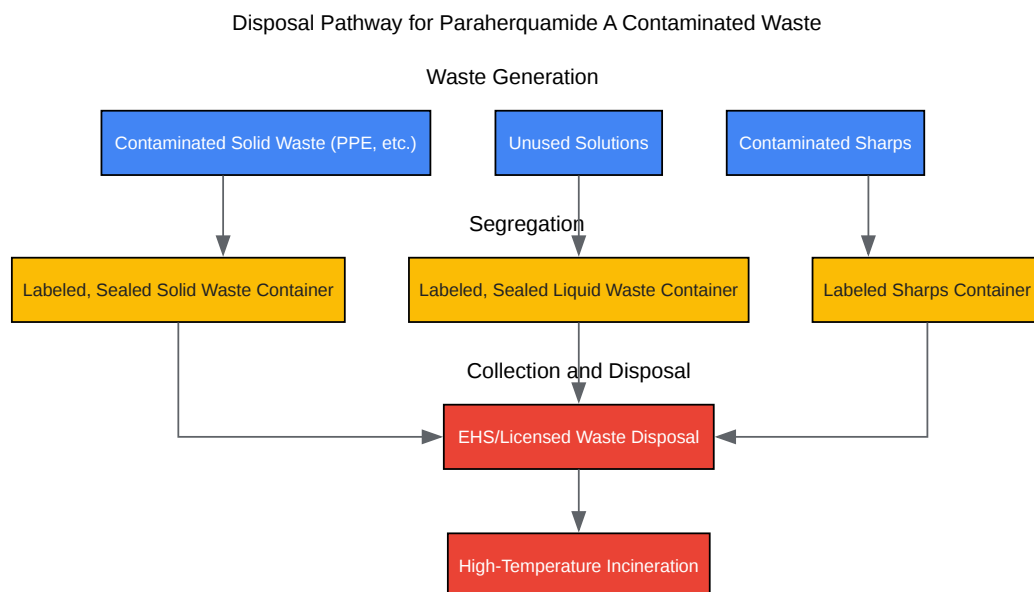 Disposal Pathway for Paraherquamide A Contaminated Waste
Waste Generation
Contaminated Solid Waste (PPE, etc.)
Unused Solutions
Contaminated Sharps
Segregation
Labeled, Sealed Solid Waste Container
Labeled, Sealed Liquid Waste Container
Labeled Sharps Container
Collection and Disposal
EHS/Licensed Waste Disposal
High-Temperature Incineration